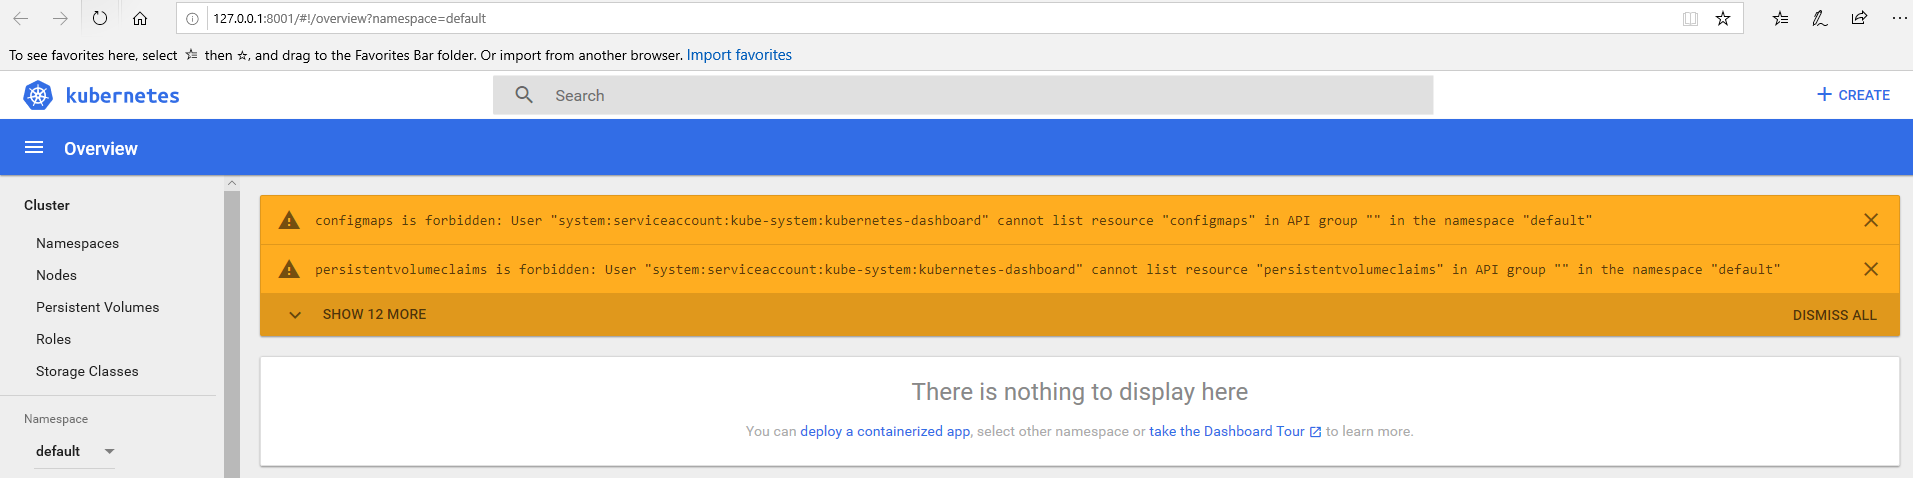 127.0.0.1:8001/#!/overview?namespace=default
To see favorites here, select then ☆, and drag to the Favorites Bar folder. Or import from another browser. Import favorites
kubernetes
Search
+ CREATE
Overview
Cluster
Namespaces
Nodes
Persistent Volumes
Roles
Storage Classes
Namespace
default
configmaps is forbidden: User "system:serviceaccount:kube-system:kubernetes-dashboard" cannot list resource "configmaps" in API group "" in the namespace "default"
persistentvolumeclaims is forbidden: User "system:serviceaccount:kube-system:kubernetes-dashboard" cannot list resource "persistentvolumeclaims" in API group "" in the namespace "default"
SHOW 12 MORE
DISMISS ALL
There is nothing to display here
You can deploy a containerized app, select other namespace or take the Dashboard Tour to learn more.